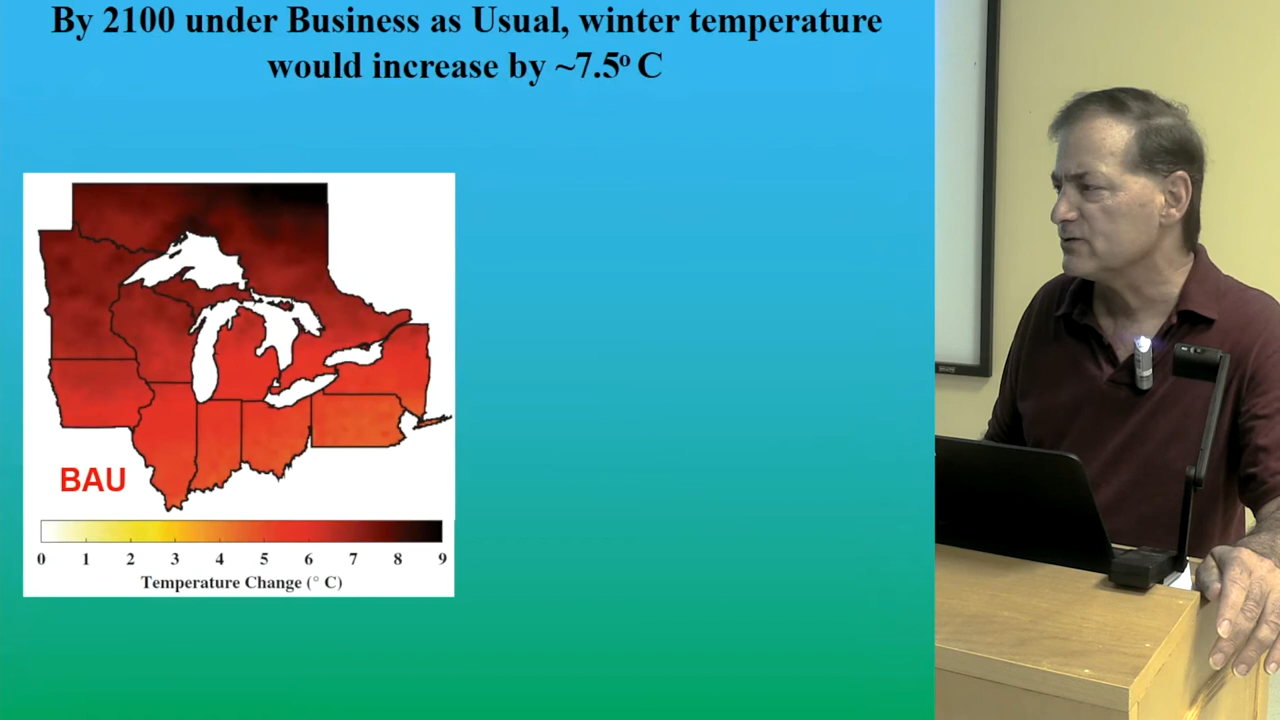 By 2100 under Business as Usual, winter temperature
would increase by ~7.5º C
BAU
0 1 2 3 4 5 6 7 8 9
Temperature Change (° C)